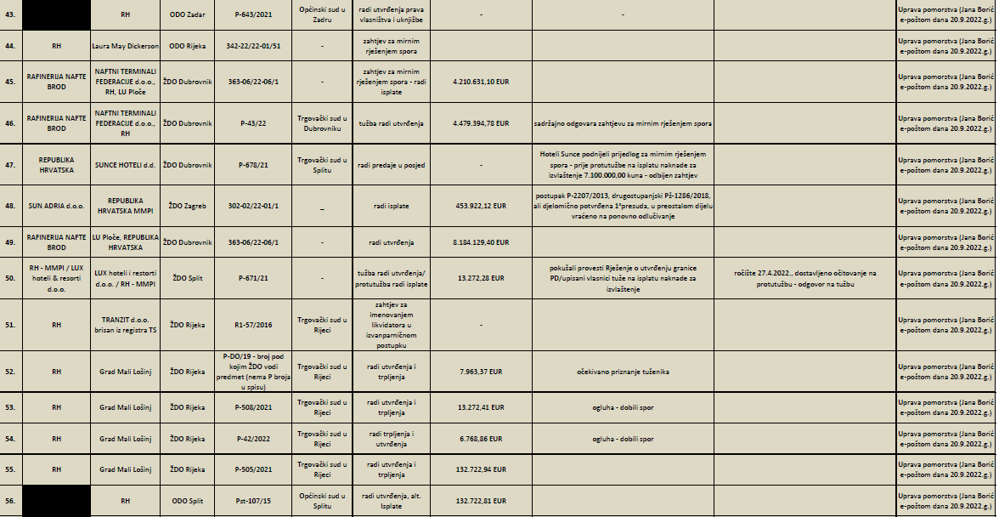 43. RH ODO Zadar P-643/2021 Općinski sud u Zadru radi utvrđenja prava vlasništva i uknjižbe - - Uprava pomorstva (Jana Borić e-poštom dana 20.9.2022.g.)
44. RH Laura May Dickerson ODO Rijeka 342-22/22-01/51 - zahtjev za mirnim rješenjem spora Uprava pomorstva (Jana Borić e-poštom dana 20.9.2022.g.)
45. RAFINERIJA NAFTE BROD NAFTNI TERMINALI FEDERACIJE d.o.o., RH, LU Ploče ŽDO Dubrovnik 363-06/22-06/1 - zahtjev za mirnim rješenjem spora - radi isplate 4.210.631,10 EUR Uprava pomorstva (Jana Borić e-poštom dana 20.9.2022.g.)
46. RAFINERIJA NAFTE BROD NAFTNI TERMINALI FEDERACIJE d.o.o., RH ŽDO Dubrovnik P-43/22 Trgovački sud u Dubrovniku tužba radi utvrđenja 4.479.394,78 EUR sadržajno odgovara zahtjevu za mirnim rješenjem spora Uprava pomorstva (Jana Borić e-poštom dana 20.9.2022.g.)
47. REPUBLIKA HRVATSKA SUNCE HOTELI d.d. ŽDO Dubrovnik P-678/21 Trgovački sud u Splitu radi predaje u posjed - Hoteli Sunce podnijeli prijedlog za mirnim rješenjem spora - prije protutužbe na isplatu naknade za izvlaštenje 7.100.000,00 kuna - odbijen zahtjev Uprava pomorstva (Jana Borić e-poštom dana 20.9.2022.g.)
48. SUN ADRIA d.o.o. REPUBLIKA HRVATSKA MMPI ŽDO Zagreb 302-02/22-01/1 _ radi isplate 453.922,12 EUR postupak P-2207/2013, drugostupanjski Pž-1286/2018, ali djelomično potvrđena 1°presuda, u preostalom dijelu vraćeno na ponovno odlučivanje Uprava pomorstva (Jana Borić e-poštom dana 20.9.2022.g.)
49. RAFINERIJA NAFTE BROD LU Ploče, REPUBLIKA HRVATSKA ŽDO Dubrovnik 363-06/22-06/1 - radi utvrđenja 8.184.129,40 EUR Uprava pomorstva (Jana Borić e-poštom dana 20.9.2022.g.)
50. RH - MMPI / LUX hoteli & resorti d.o.o. LUX hoteli i restorti d.o.o. / RH - MMPI ŽDO Split P-671/21 - tužba radi utvrđenja/ protutužba radi isplate 13.272,28 EUR pokušali provesti Rješenje o utvrđenju granice PD/upisani vlasnici tuže na isplatu naknade za izvlaštenje ročište 27.4.2022., dostavljeno očitovanje na protutužbu - odgovor na tužbu Uprava pomorstva (Jana Borić e-poštom dana 20.9.2022.g.)
51. RH TRANZIT d.o.o. brisan iz registra TS ŽDO Rijeka R1-57/2016 Trgovački sud u Rijeci zahtjev za imenovanjem likvidatora u izvanparničnom postupku - Uprava pomorstva (Jana Borić e-poštom dana 20.9.2022.g.)
52. RH Grad Mali Lošinj ŽDO Rijeka P-DO/19 - broj pod kojim ŽDO vodi predmet (nema P broja u spisu) Trgovački sud u Rijeci radi utvrđenja i trpljenja 7.963,37 EUR očekivano priznanje tuženika Uprava pomorstva (Jana Borić e-poštom dana 20.9.2022.g.)
53. RH Grad Mali Lošinj ŽDO Rijeka P-508/2021 Trgovački sud u Rijeci radi utvrđenja i trpljenja 13.272,41 EUR ogluha - dobili spor Uprava pomorstva (Jana Borić e-poštom dana 20.9.2022.g.)
54. RH Grad Mali Lošinj ŽDO Rijeka P-42/2022 Trgovački sud u Rijeci radi trpljenja i utvrđenja 6.768,86 EUR ogluha - dobili spor Uprava pomorstva (Jana Borić e-poštom dana 20.9.2022.g.)
55. RH Grad Mali Lošinj ŽDO Rijeka P-505/2021 Trgovački sud u Rijeci radi utvrđenja i trpljenja 132.722,94 EUR Uprava pomorstva (Jana Borić e-poštom dana 20.9.2022.g.)
56. RH ODO Split Pst-107/15 Općinski sud u Splitu radi utvrđenja, alt. Isplate 132.722,81 EUR Uprava pomorstva (Jana Borić e-poštom dana 20.9.2022.g.)